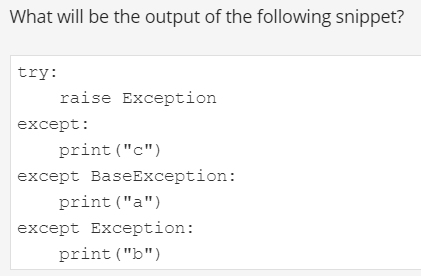 What will be the output of the following snippet?
try:
    raise Exception
except:
    print("c")
except BaseException:
    print("a")
except Exception:
    print("b")